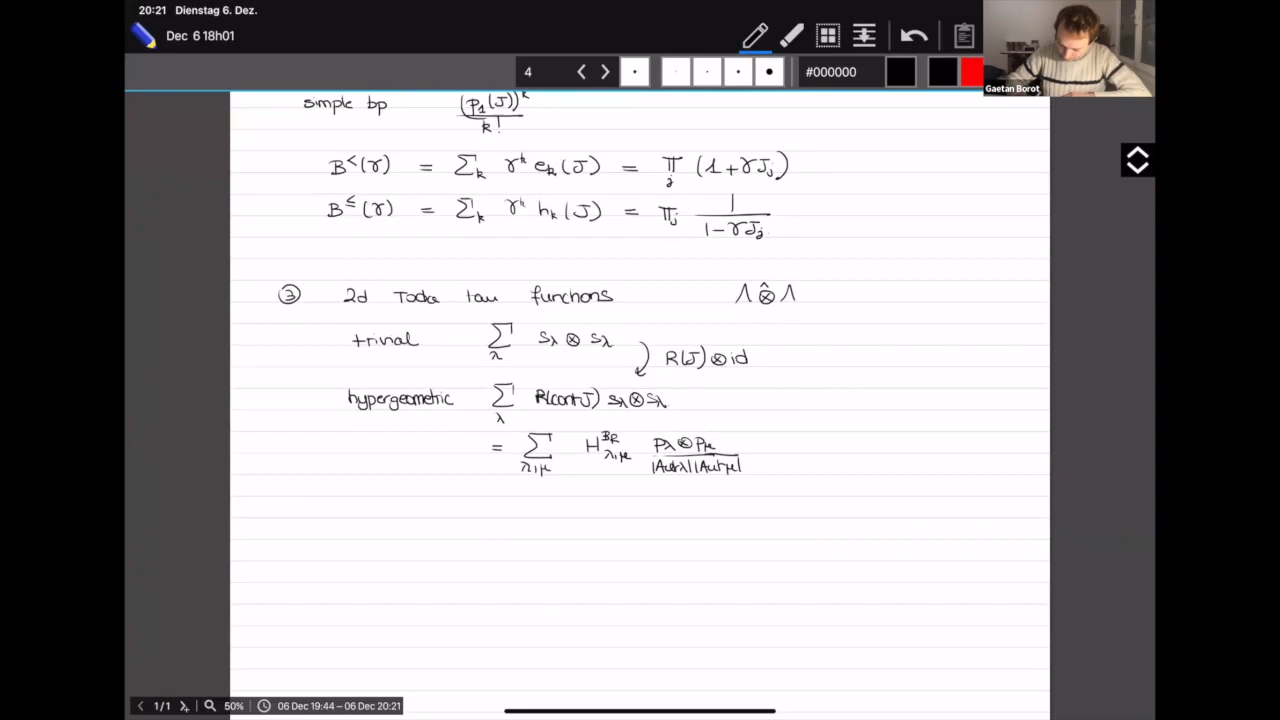 20:21 Dienstag 6. Dez.
Dec 6 18h01
4 #000000
Gaetan Borot
simple bp (p₁(J))^k / k!
B^<(γ) = Σ_k γ^k e_k(J) = π_j (1+γJ_j)
B^≤(γ) = Σ_k γ^k h_k(J) = π_j 1 / (1-γJ_j)
③ 2d Toda tau functions Λ ⊗̂ Λ
trivial Σ_λ s_λ ⊗ s_λ R(J) ⊗ id
hypergeometric Σ_λ R(cont J) s_λ ⊗ s_λ
= Σ_{λ,μ} H^{BR}_{λ,μ} p_λ ⊗ p_μ / |Aut λ| |Aut μ|
1/1 50% 06 Dec 19:44 – 06 Dec 20:21